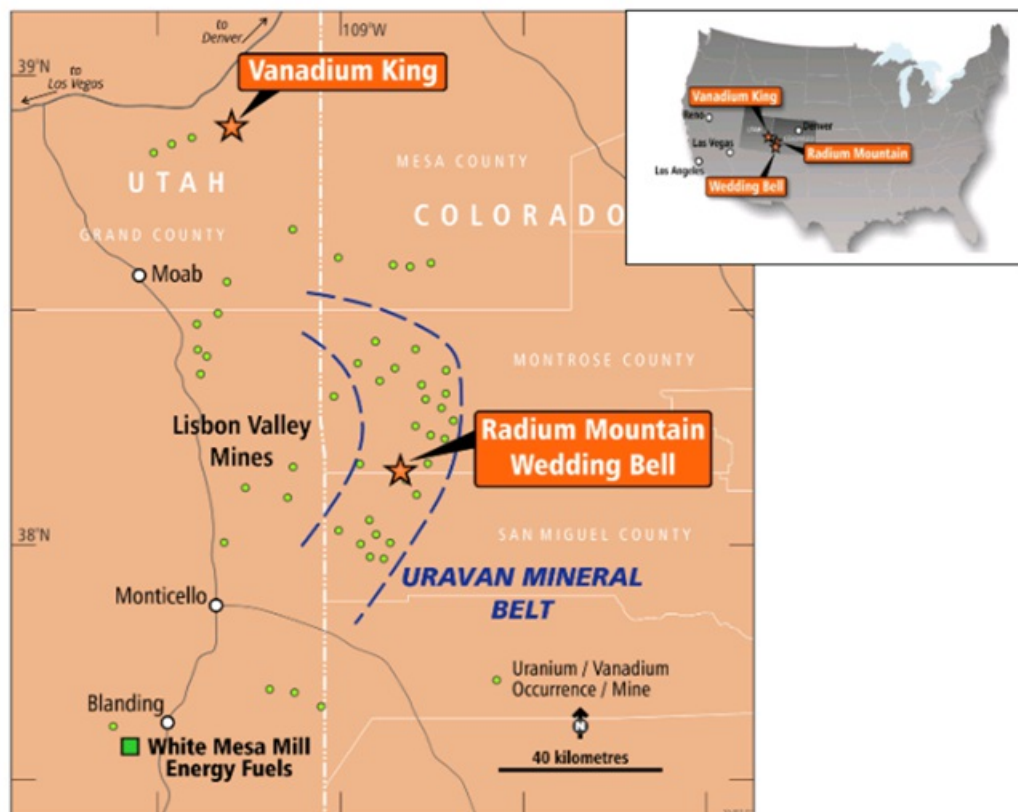 to
Denver
109°W
39°N
to
Las Vegas
Vanadium King
MESA COUNTY
UTAH
COLORADO
GRAND COUNTY
Moab
MONTROSE COUNTY
Lisbon Valley
Mines
Radium Mountain
Wedding Bell
38°N
SAN MIGUEL COUNTY
URAVAN MINERAL
BELT
Monticello
Uranium / Vanadium
Occurrence / Mine
N
Blanding
White Mesa Mill
Energy Fuels
40 kilometres
Vanadium King
Reno
Denver
UTAH
Las Vegas
Radium Mountain
Los Angeles
Wedding Bell